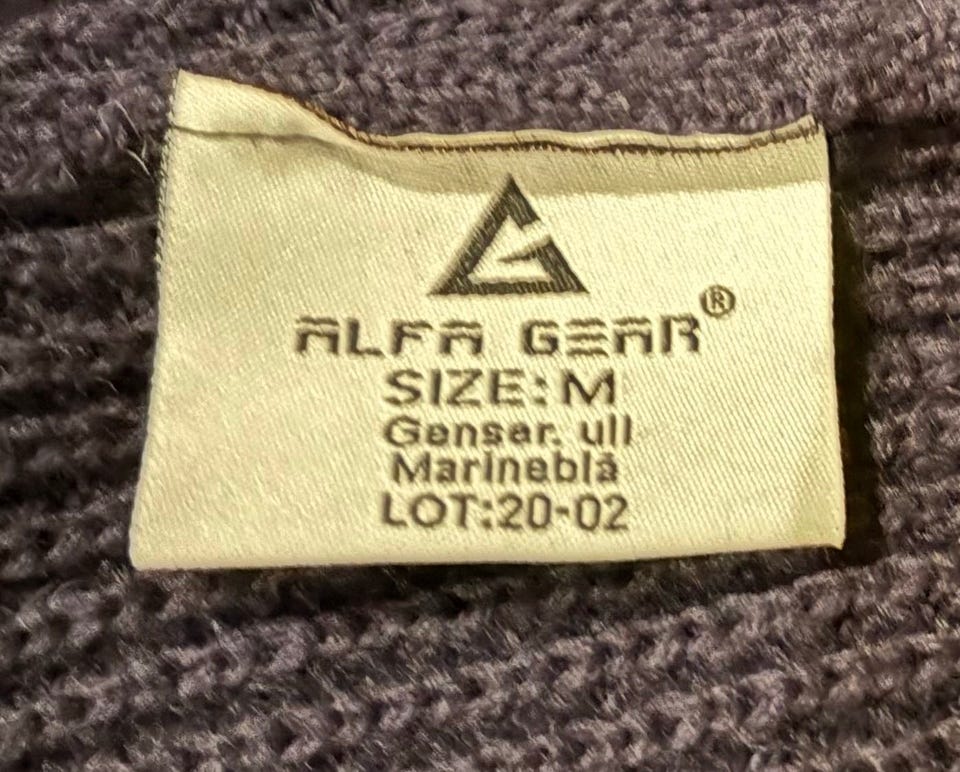 ALFA GEAR®
SIZE: M
Genser. ull
Marineblå
LOT:20-02